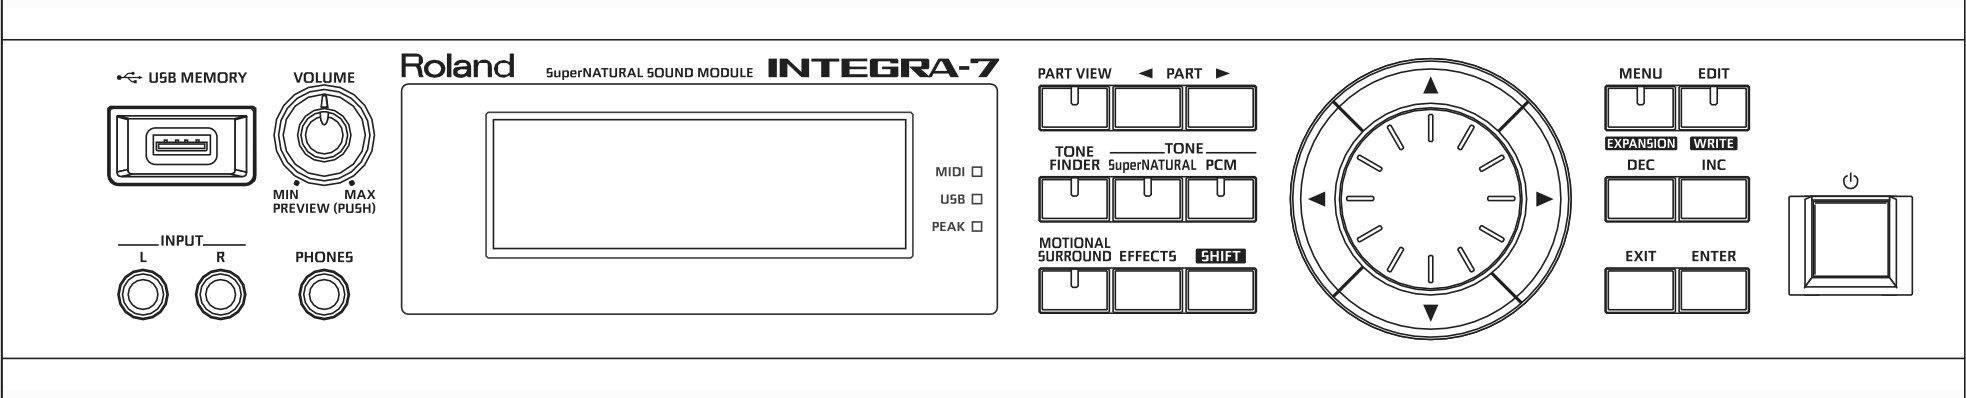 USB MEMORY
VOLUME
MIN MAX
PREVIEW (PUSH)
INPUT
L R
PHONES
Roland
SuperNATURAL SOUND MODULE
INTEGRA-7
MIDI
USB
PEAK
PART VIEW
◄ PART ►
TONE
FINDER
TONE
SuperNATURAL PCM
MOTIONAL
SURROUND
EFFECTS
SHIFT
MENU
EDIT
EXPANSION
WRITE
DEC
INC
EXIT
ENTER